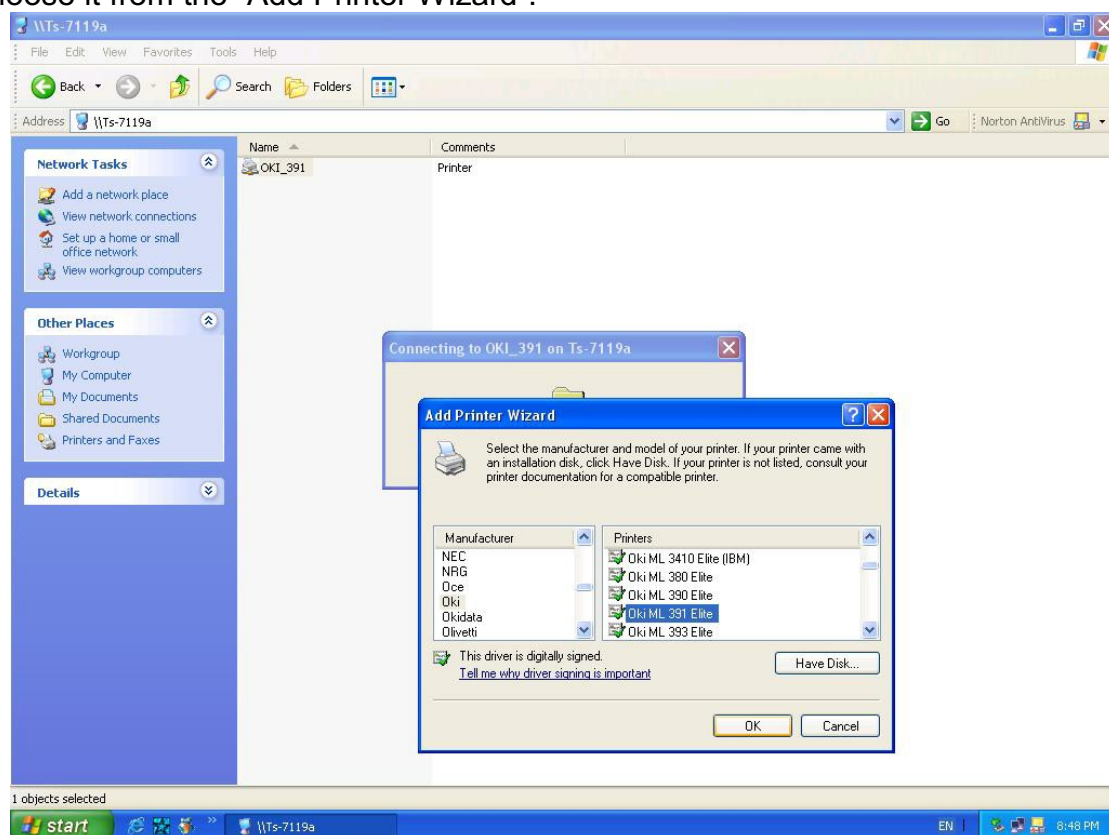 oose it from the "Add Printer Wizard".
\\Ts-7119a
File Edit View Favorites Tools Help
Back Search Folders
Address \\Ts-7119a Go Norton AntiVirus
Name Comments
OKI_391 Printer
Network Tasks
Add a network place
View network connections
Set up a home or small
office network
View workgroup computers
Other Places
Workgroup
My Computer
My Documents
Shared Documents
Printers and Faxes
Details
Connecting to OKI_391 on Ts-7119a
Add Printer Wizard
Select the manufacturer and model of your printer. If your printer came with
an installation disk, click Have Disk. If your printer is not listed, consult your
printer documentation for a compatible printer.
Manufacturer
NEC
NRG
Oce
Oki
Okidata
Olivetti
Printers
Oki ML 3410 Elite (IBM)
Oki ML 380 Elite
Oki ML 390 Elite
Oki ML 391 Elite
Oki ML 393 Elite
This driver is digitally signed.
Tell me why driver signing is important
Have Disk...
OK Cancel
1 objects selected
start \\Ts-7119a EN 8:48 PM